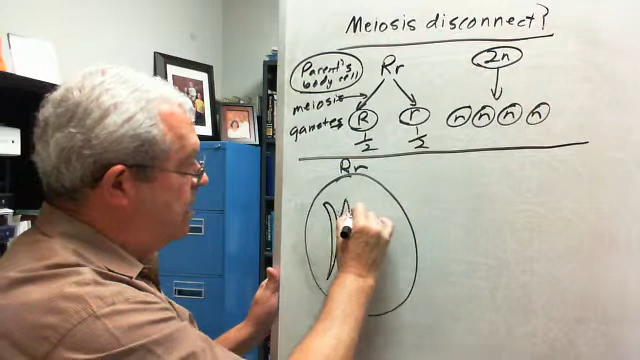 Meiosis disconnect?
Parent's
body cell
Rr
2n
meiosis
gametes
R
r
n n n n
1/2
1/2
Rr